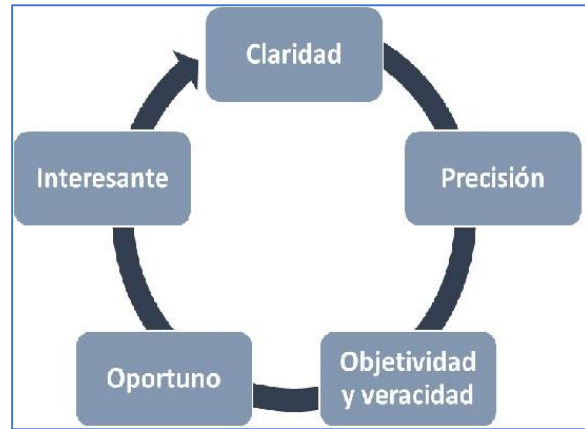 Claridad
Precisión
Objetividad
y veracidad
Oportuno
Interesante